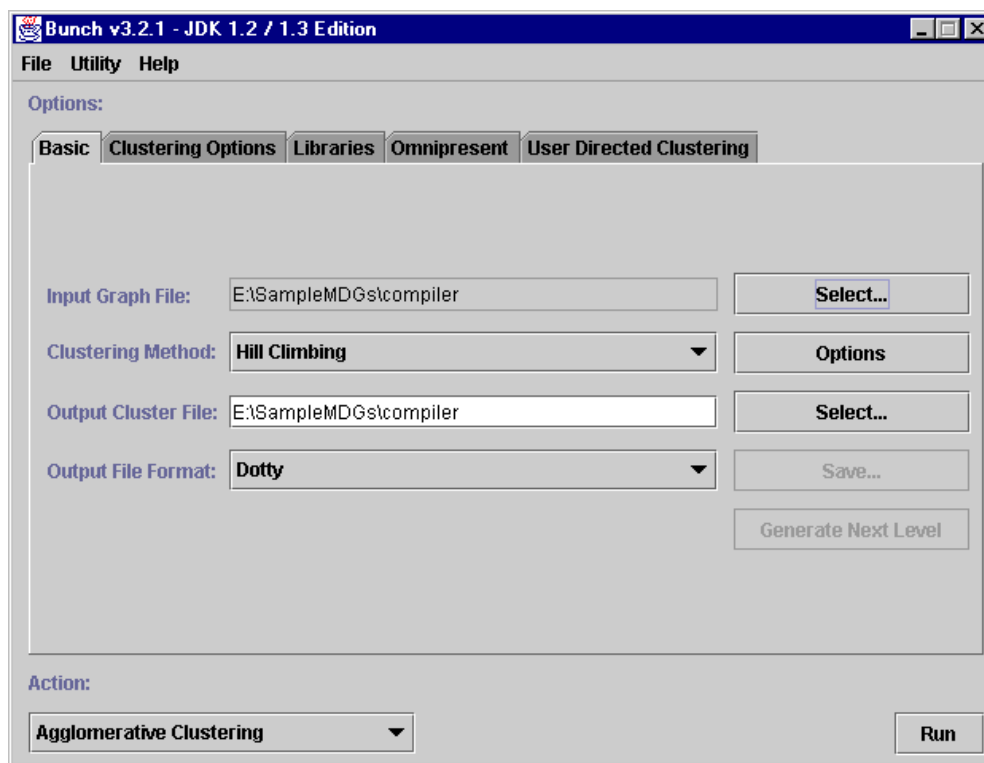 Bunch v3.2.1 - JDK 1.2 / 1.3 Edition
File Utility Help
Options:
Basic Clustering Options Libraries Omnipresent User Directed Clustering
Input Graph File: E:\SampleMDGs\compiler Select...
Clustering Method: Hill Climbing Options
Output Cluster File: E:\SampleMDGs\compiler Select...
Output File Format: Dotty Save...
Generate Next Level
Action:
Agglomerative Clustering Run